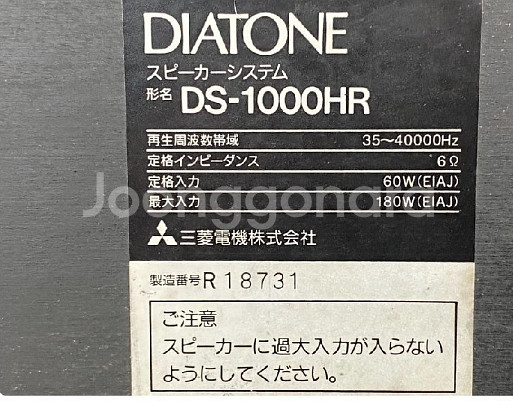 DIATONE
スピーカーシステム
形名 DS-1000HR
再生周波数帯域 35～40000Hz
定格インピーダンス 6Ω
定格入力 60W(EIAJ)
最大入力 180W(EIAJ)
Joonggonara
三菱電機株式会社
製造番号 R 18731
ご注意
スピーカーに過大入力が入らない
ようにしてください。